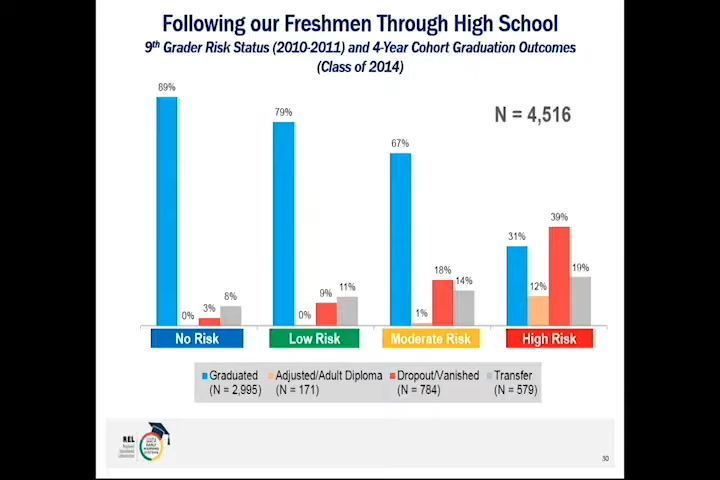 Following our Freshmen Through High School
9th Grader Risk Status (2010-2011) and 4-Year Cohort Graduation Outcomes
(Class of 2014)
N = 4,516
89%
0%
3%
8%
79%
0%
9%
11%
67%
1%
18%
14%
31%
12%
39%
19%
No Risk
Low Risk
Moderate Risk
High Risk
Graduated
(N = 2,995)
Adjusted/Adult Diploma
(N = 171)
Dropout/Vanished
(N = 784)
Transfer
(N = 579)
REL
30